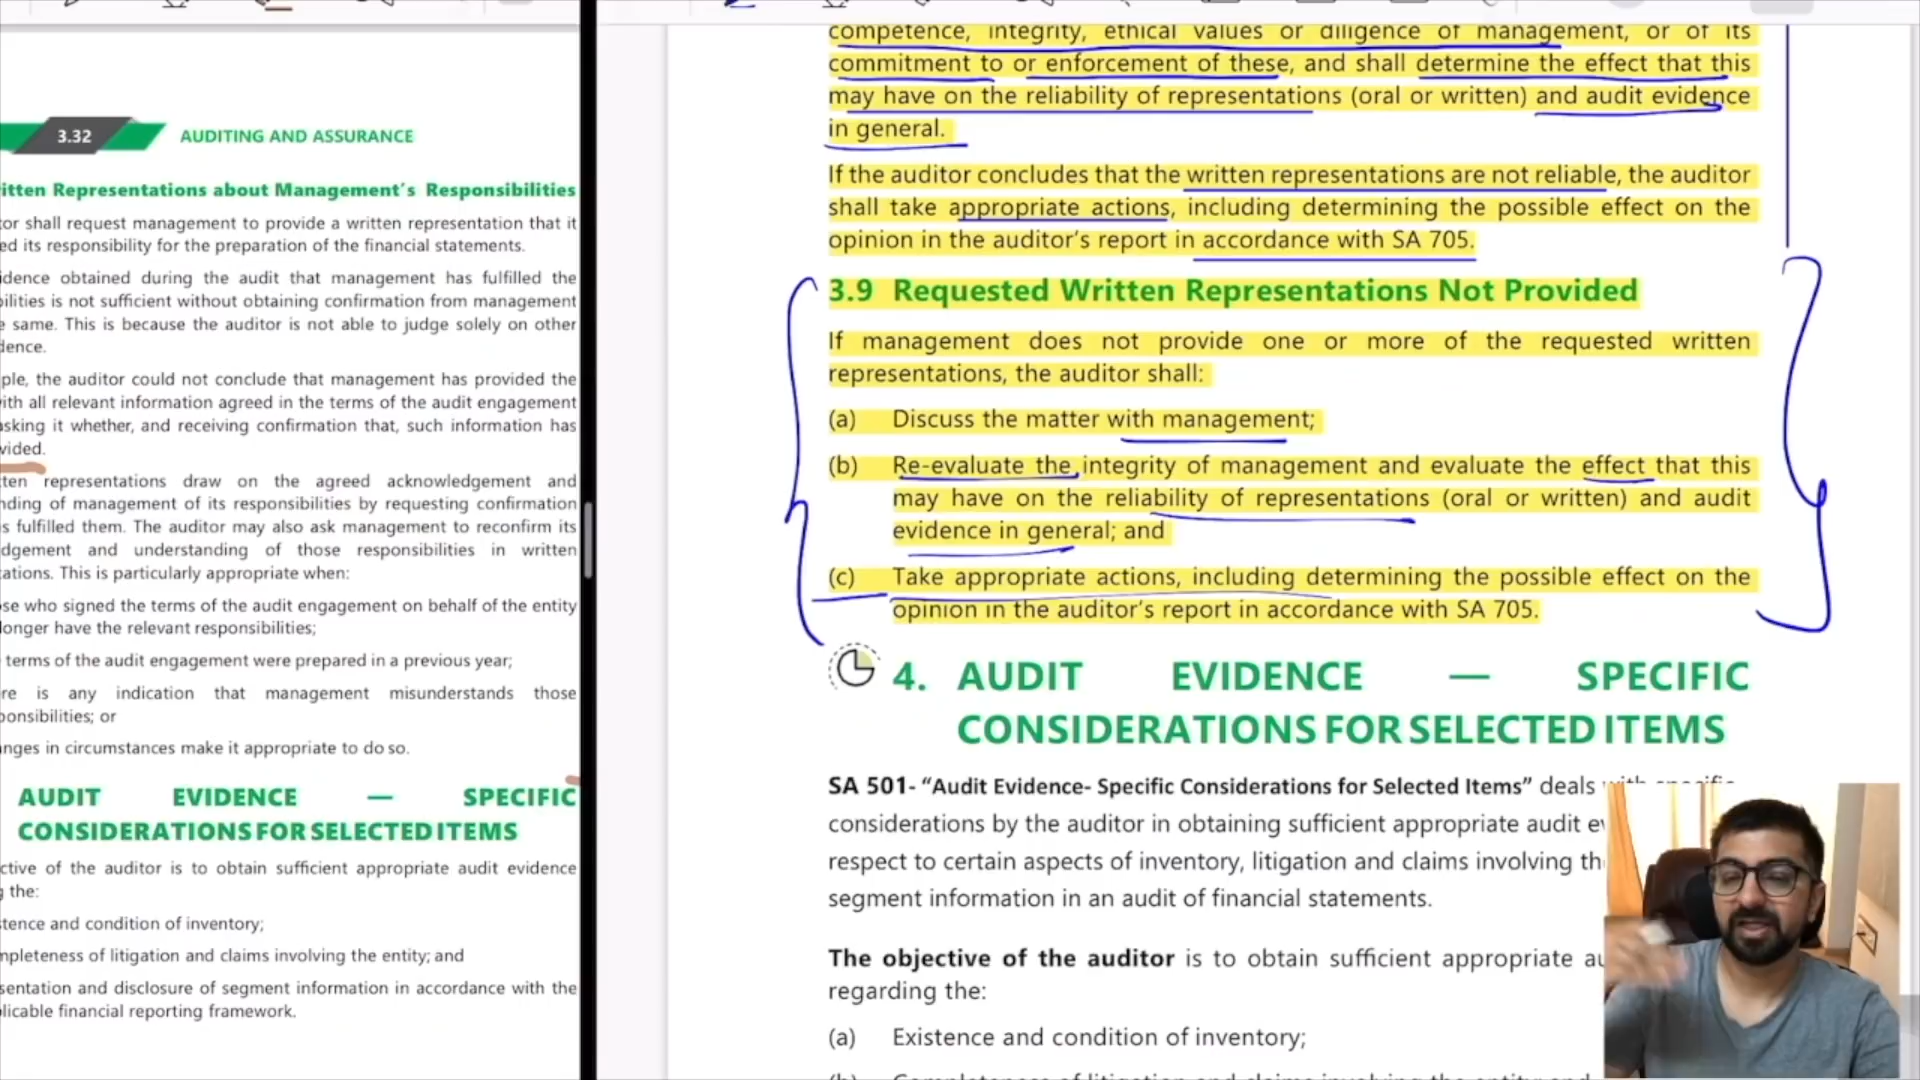 3.32 AUDITING AND ASSURANCE
itten Representations about Management's Responsibilities
tor shall request management to provide a written representation that it
ed its responsibility for the preparation of the financial statements.
idence obtained during the audit that management has fulfilled the
bilities is not sufficient without obtaining confirmation from management
e same. This is because the auditor is not able to judge solely on other
dence.
ple, the auditor could not conclude that management has provided the
ith all relevant information agreed in the terms of the audit engagement
asking it whether, and receiving confirmation that, such information has
vided.
ten representations draw on the agreed acknowledgement and
nding of management of its responsibilities by requesting confirmation
s fulfilled them. The auditor may also ask management to reconfirm its
dgement and understanding of those responsibilities in written
ations. This is particularly appropriate when:
se who signed the terms of the audit engagement on behalf of the entity
longer have the relevant responsibilities;
terms of the audit engagement were prepared in a previous year;
re is any indication that management misunderstands those
ponsibilities; or
nges in circumstances make it appropriate to do so.
AUDIT EVIDENCE — SPECIFIC
CONSIDERATIONS FOR SELECTED ITEMS
ctive of the auditor is to obtain sufficient appropriate audit evidence
g the:
tence and condition of inventory;
mpleteness of litigation and claims involving the entity; and
sentation and disclosure of segment information in accordance with the
plicable financial reporting framework.
competence, integrity, ethical values or diligence of management, or of its
commitment to or enforcement of these, and shall determine the effect that this
may have on the reliability of representations (oral or written) and audit evidence
in general.
If the auditor concludes that the written representations are not reliable, the auditor
shall take appropriate actions, including determining the possible effect on the
opinion in the auditor's report in accordance with SA 705.
3.9 Requested Written Representations Not Provided
If management does not provide one or more of the requested written
representations, the auditor shall:
(a) Discuss the matter with management;
(b) Re-evaluate the integrity of management and evaluate the effect that this
may have on the reliability of representations (oral or written) and audit
evidence in general; and
(c) Take appropriate actions, including determining the possible effect on the
opinion in the auditor's report in accordance with SA 705.
4. AUDIT EVIDENCE — SPECIFIC
CONSIDERATIONS FOR SELECTED ITEMS
SA 501- “Audit Evidence- Specific Considerations for Selected Items” deals with specific
considerations by the auditor in obtaining sufficient appropriate audit ev
respect to certain aspects of inventory, litigation and claims involving th
segment information in an audit of financial statements.
The objective of the auditor is to obtain sufficient appropriate au
regarding the:
(a) Existence and condition of inventory;
(b) Completeness of litigation and claims involving the entity and